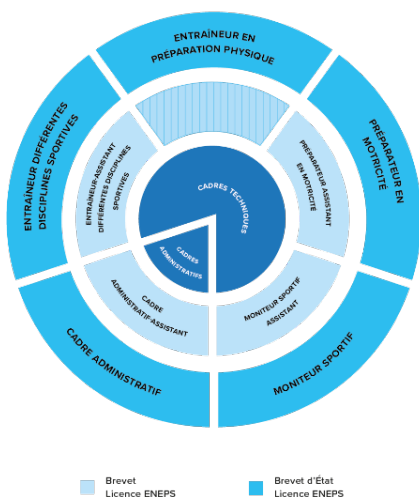 ENTRAÎNEUR EN
PRÉPARATION PHYSIQUE
ENTRAÎNEUR DIFFÉRENTES
DISCIPLINES SPORTIVES
PRÉPARATEUR EN
MOTRICITÉ
ENTRAÎNEUR-ASSISTANT
DIFFÉRENTES DISCIPLINES
SPORTIVES
PRÉPARATEUR ASSISTANT
EN MOTRICITÉ
CADRES TECHNIQUES
CADRES
ADMINISTRATIFS
CADRE
ADMINISTRATIF-ASSISTANT
MONITEUR SPORTIF
ASSISTANT
CADRE ADMINISTRATIF
MONITEUR SPORTIF
Brevet
Licence ENEPS
Brevet d'État
Licence ENEPS